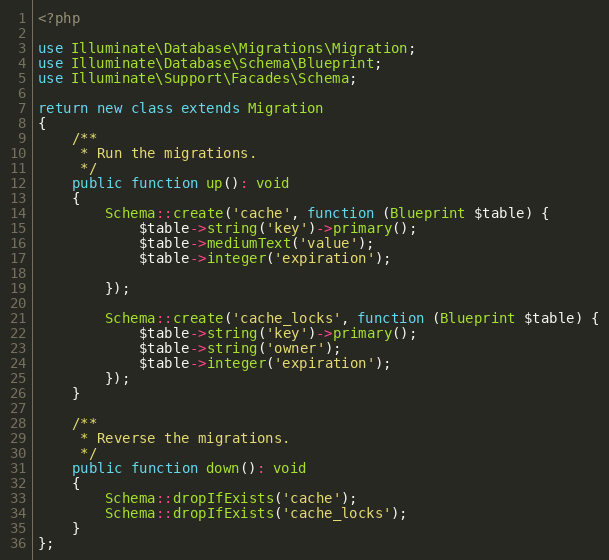 1 <?php
2
3 use Illuminate\Database\Migrations\Migration;
4 use Illuminate\Database\Schema\Blueprint;
5 use Illuminate\Support\Facades\Schema;
6
7 return new class extends Migration
8 {
9     /**
10      * Run the migrations.
11      */
12     public function up(): void
13     {
14         Schema::create('cache', function (Blueprint $table) {
15             $table->string('key')->primary();
16             $table->mediumText('value');
17             $table->integer('expiration');
18
19         });
20
21         Schema::create('cache_locks', function (Blueprint $table) {
22             $table->string('key')->primary();
23             $table->string('owner');
24             $table->integer('expiration');
25         });
26     }
27
28     /**
29      * Reverse the migrations.
30      */
31     public function down(): void
32     {
33         Schema::dropIfExists('cache');
34         Schema::dropIfExists('cache_locks');
35     }
36 };